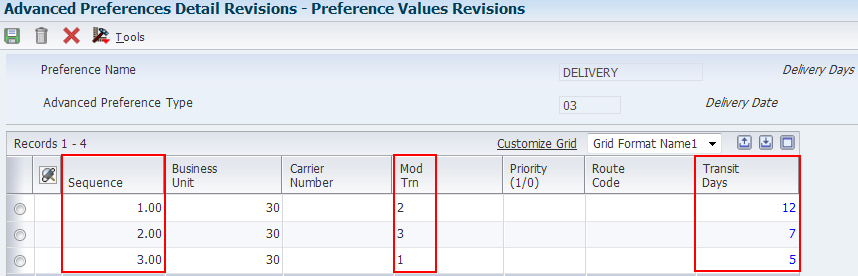 Advanced Preferences Detail Revisions - Preference Values Revisions
Tools
Preference Name DELIVERY Delivery Days
Advanced Preference Type 03 Delivery Date
Records 1 - 4 Customize Grid Grid Format Name1
Sequence Business Unit Carrier Number Mod Trn Priority (1/0) Route Code Transit Days
1.00 30 2 12
2.00 30 3 7
3.00 30 1 5